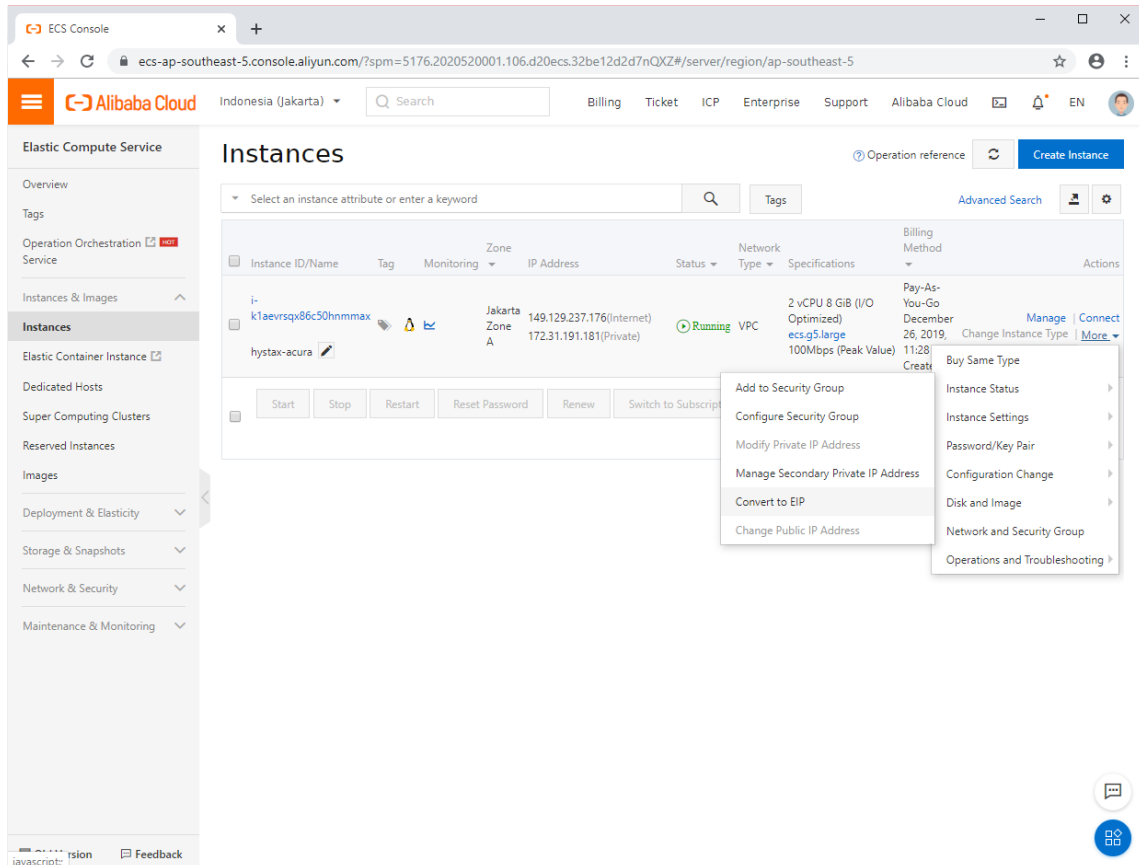 ECS Console
ecs-ap-southeast-5.console.aliyun.com/?spm=5176.2020520001.106.d20ecs.32be12d2d7nQXZ#/server/region/ap-southeast-5
Alibaba Cloud Indonesia (Jakarta) Search Billing Ticket ICP Enterprise Support Alibaba Cloud EN
Elastic Compute Service
Overview
Tags
Operation Orchestration HOT
Service
Instances & Images
Instances
Elastic Container Instance
Dedicated Hosts
Super Computing Clusters
Reserved Instances
Images
Deployment & Elasticity
Storage & Snapshots
Network & Security
Maintenance & Monitoring
rsion Feedback
javascript:;
Instances
Operation reference Create Instance
Select an instance attribute or enter a keyword Tags Advanced Search
Instance ID/Name Tag Monitoring Zone IP Address Status Network Type Specifications Billing Method Actions
i-
k1aevrsqx86c50hnmmax
hystax-acura
Jakarta
Zone
A
149.129.237.176(Internet)
172.31.191.181(Private)
Running
VPC
2 vCPU 8 GiB (I/O
Optimized)
ecs.g5.large
100Mbps (Peak Value)
Pay-As-
You-Go
December
26, 2019,
11:28
Create
Manage | Connect
Change Instance Type | More
Start Stop Restart Reset Password Renew Switch to Subscript
Add to Security Group
Configure Security Group
Modify Private IP Address
Manage Secondary Private IP Address
Convert to EIP
Change Public IP Address
Buy Same Type
Instance Status
Instance Settings
Password/Key Pair
Configuration Change
Disk and Image
Network and Security Group
Operations and Troubleshooting